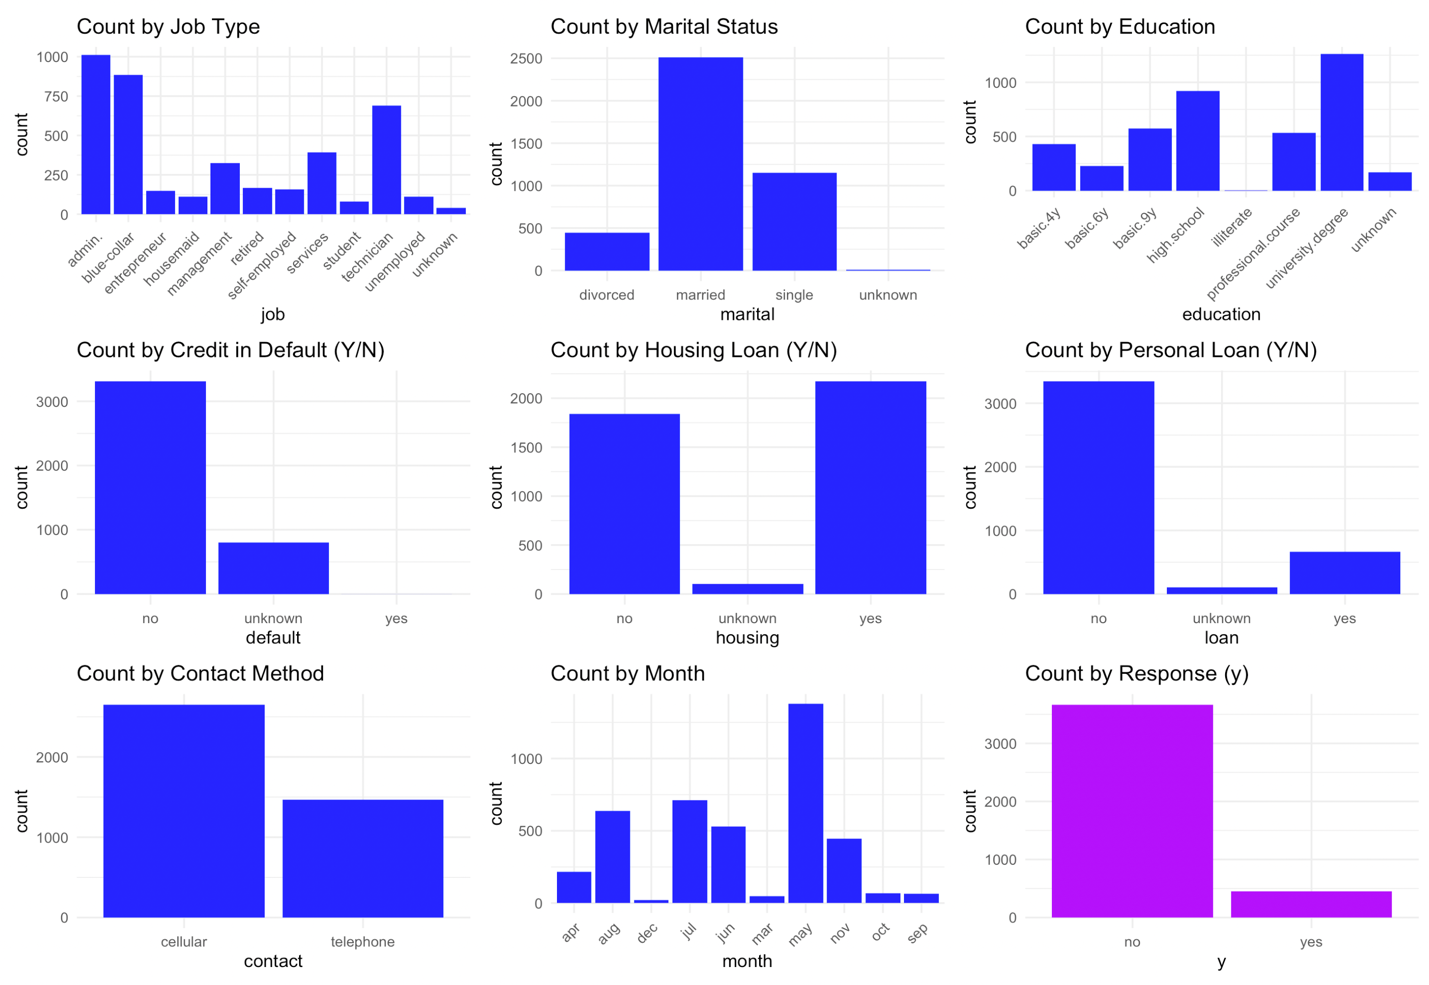 Count by Job Type
count
1000
750
500
250
0
admin.
blue-collar
entrepreneur
housemaid
management
retired
self-employed
services
student
technician
unemployed
unknown
job
Count by Marital Status
count
2500
2000
1500
1000
500
0
divorced married single unknown
marital
Count by Education
count
1000
500
0
basic.4y
basic.6y
basic.9y
high.school
illiterate
professional.course
university.degree
unknown
education
Count by Credit in Default (Y/N)
count
3000
2000
1000
0
no unknown yes
default
Count by Housing Loan (Y/N)
count
2000
1500
1000
500
0
no unknown yes
housing
Count by Personal Loan (Y/N)
count
3000
2000
1000
0
no unknown yes
loan
Count by Contact Method
count
2000
1000
0
cellular telephone
contact
Count by Month
count
1000
500
0
apr
aug
dec
jul
jun
mar
may
nov
oct
sep
month
Count by Response (y)
count
3000
2000
1000
0
no yes
y